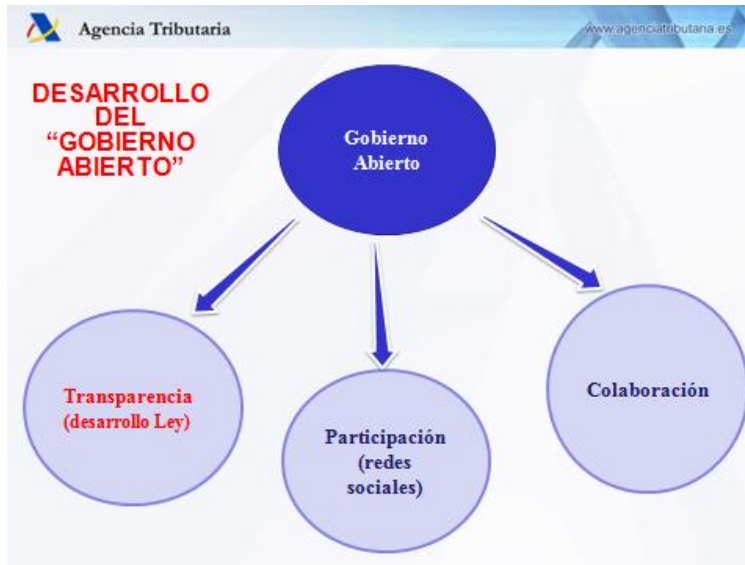 Agencia Tributaria
www.agenciatributaria.es
DESARROLLO
DEL
“GOBIERNO
ABIERTO”
Gobierno
Abierto
Transparencia
(desarrollo Ley)
Participación
(redes
sociales)
Colaboración